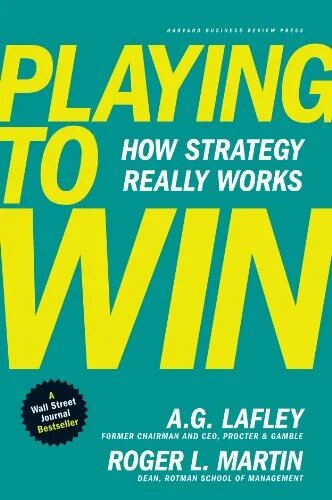 HARVARD BUSINESS REVIEW PRESS
PLAYING
TO
HOW STRATEGY
REALLY WORKS
WIN
A
Wall Street
Journal
Bestseller
A.G. LAFLEY
FORMER CHAIRMAN AND CEO, PROCTER & GAMBLE
ROGER L. MARTIN
DEAN, ROTMAN SCHOOL OF MANAGEMENT